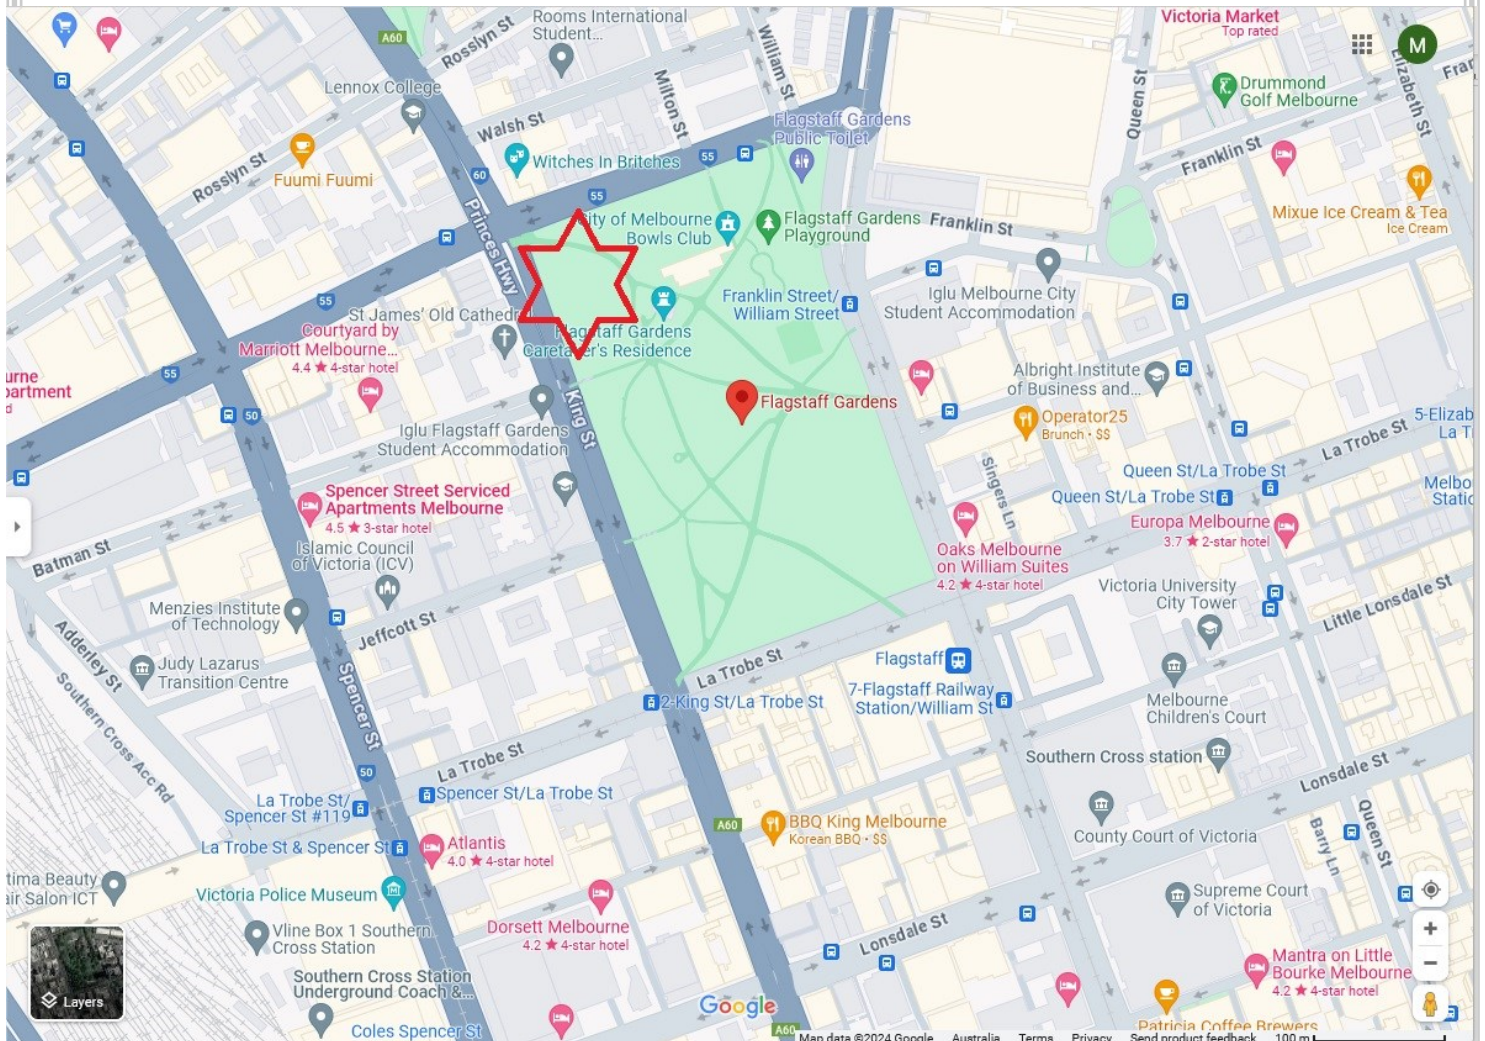 Rooms International
Student...
Victoria Market
Top rated
A60
Rosslyn St
William St
M
Elizabeth St
Lennox College
Milton St
Queen St
Drummond
Golf Melbourne
Walsh St
Flagstaff Gardens
Public Toilet
Franklin St
Rosslyn St
Fuumi Fuumi
60
Witches In Britches
55
55
Mixue Ice Cream & Tea
Ice Cream
Princes Hwy
City of Melbourne
Bowls Club
Flagstaff Gardens
Playground
Franklin St
55
St James' Old Cathedr
Franklin Street/
William Street
Iglu Melbourne City
Student Accommodation
Courtyard by
Marriott Melbourne...
4.4 ★ 4-star hotel
Flagstaff Gardens
Caretaker's Residence
55
urne
partment
d
Albright Institute
of Business and...
King St
Flagstaff Gardens
50
Operator25
Brunch · $$
5-Elizab
La T
La Trobe St
Iglu Flagstaff Gardens
Student Accommodation
Queen St/La Trobe St
Queen St/La Trobe St
Melbo
Static
Singers Ln
Spencer Street Serviced
Apartments Melbourne
4.5 ★ 3-star hotel
Europa Melbourne
3.7 ★ 2-star hotel
Batman St
Islamic Council
of Victoria (ICV)
Oaks Melbourne
on William Suites
4.2 ★ 4-star hotel
Victoria University
City Tower
Little Lonsdale St
Menzies Institute
of Technology
Jeffcott St
Adderley St
Judy Lazarus
Transition Centre
La Trobe St
Flagstaff
Southern Cross Acc Rd
Spencer St
2-King St/La Trobe St
7-Flagstaff Railway
Station/William St
Melbourne
Children's Court
La Trobe St
50
Southern Cross station
Lonsdale St
La Trobe St/
Spencer St #119
Spencer St/La Trobe St
A60
BBQ King Melbourne
Korean BBQ · $$
County Court of Victoria
Barry Ln
Queen St
La Trobe St & Spencer St
Atlantis
4.0 ★ 4-star hotel
tima Beauty
air Salon ICT
Victoria Police Museum
Supreme Court
of Victoria
Dorsett Melbourne
4.2 ★ 4-star hotel
Lonsdale St
Vline Box 1 Southern
Cross Station
Mantra on Little
Bourke Melbourne
4.2 ★ 4-star hotel
Southern Cross Station
Underground Coach &...
Layers
Google
Coles Spencer St
A60
Patricia Coffee Brewers
Map data ©2024 Google Australia Terms Privacy Send product feedback 100 m